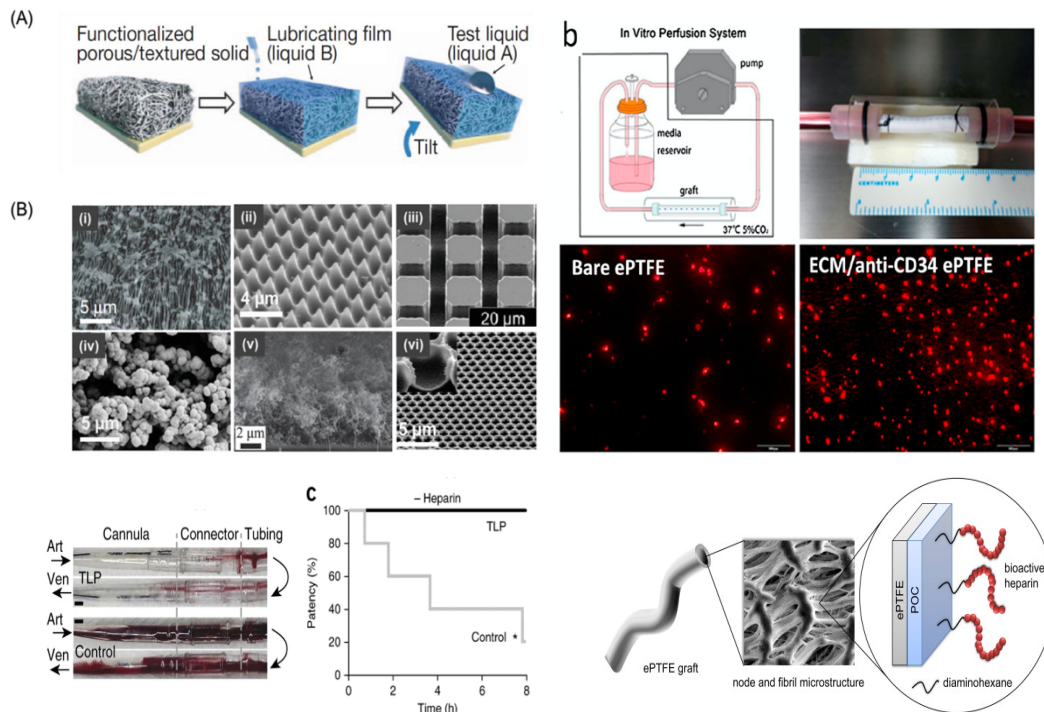 (A)
Functionalized
porous/textured solid
Lubricating film
(liquid B)
Test liquid
(liquid A)
Tilt
(B)
(i)
5 μm
(ii)
4 μm
(iii)
20 μm
(iv)
5 μm
(v)
2 μm
(vi)
5 μm
b
In Vitro Perfusion System
pump
media
reservoir
graft
37℃ 5%CO₂
CENTIMETERS
Bare ePTFE
ECM/anti-CD34 ePTFE
Cannula
Connector
Tubing
Art
Ven
TLP
Art
Ven
Control
c
– Heparin
TLP
Control *
Patency (%)
100
80
60
40
20
0
0
2
4
6
8
Time (h)
ePTFE graft
node and fibril microstructure
ePTFE
POC
bioactive
heparin
diaminohexane